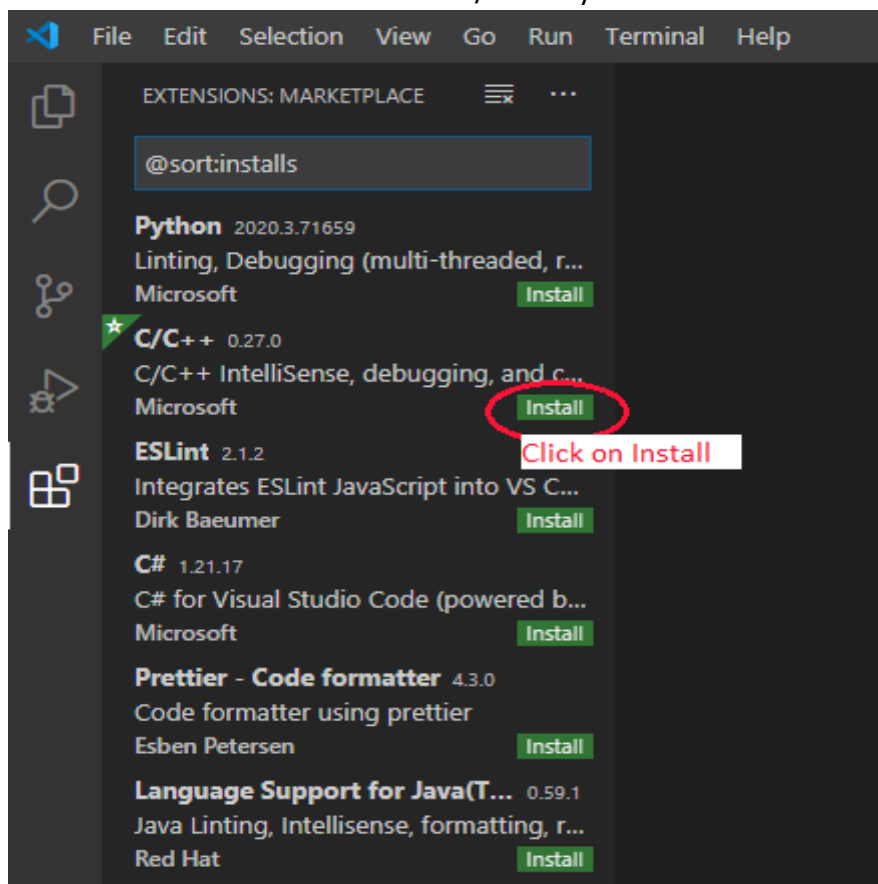 File Edit Selection View Go Run Terminal Help
EXTENSIONS: MARKETPLACE
@sort:installs
Python 2020.3.71659
Linting, Debugging (multi-threaded, r...
Microsoft Install
C/C++ 0.27.0
C/C++ IntelliSense, debugging, and c...
Microsoft Install
Click on Install
ESLint 2.1.2
Integrates ESLint JavaScript into VS C...
Dirk Baeumer Install
C# 1.21.17
C# for Visual Studio Code (powered b...
Microsoft Install
Prettier - Code formatter 4.3.0
Code formatter using prettier
Esben Petersen Install
Language Support for Java(T... 0.59.1
Java Linting, Intellisense, formatting, r...
Red Hat Install